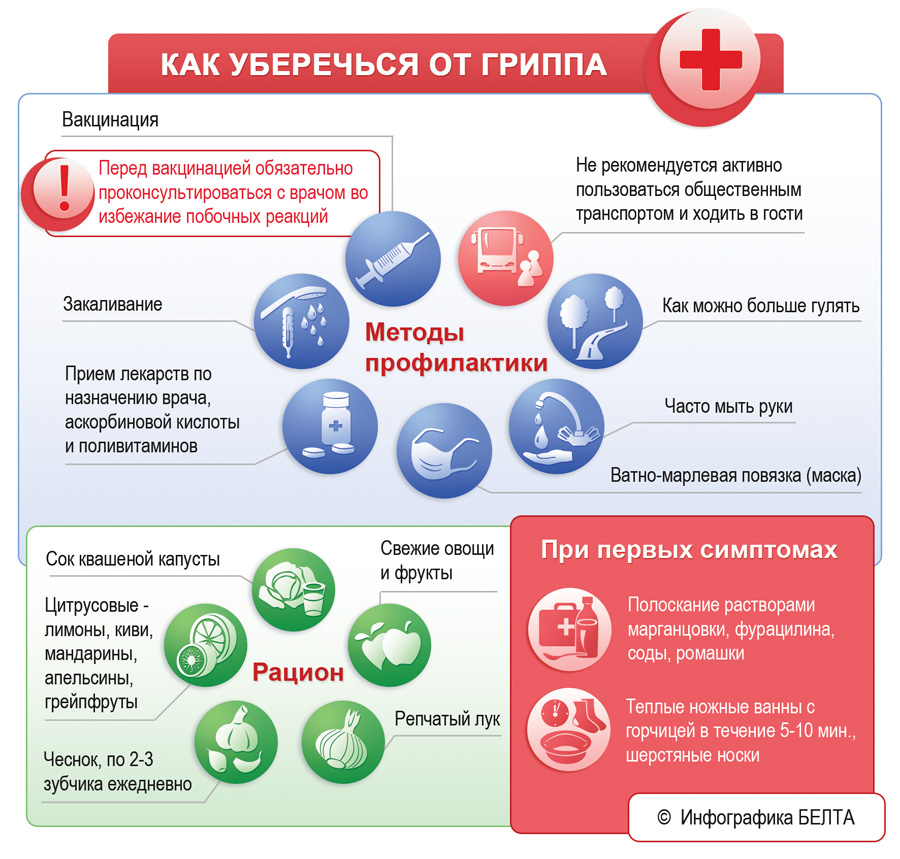 КАК УБЕРЕЧЬСЯ ОТ ГРИППА
Вакцинация
!
Перед вакцинацией обязательно
проконсультироваться с врачом во
избежание побочных реакций
Не рекомендуется активно
пользоваться общественным
транспортом и ходить в гости
Закаливание
Как можно больше гулять
Методы
профилактики
Прием лекарств по
назначению врача,
аскорбиновой кислоты
и поливитаминов
Часто мыть руки
Ватно-марлевая повязка (маска)
Сок квашеной капусты
Свежие овощи
и фрукты
Цитрусовые -
лимоны, киви,
мандарины,
апельсины,
грейпфруты
Рацион
Репчатый лук
Чеснок, по 2-3
зубчика ежедневно
При первых симптомах
Полоскание растворами
марганцовки, фурацилина,
соды, ромашки
Теплые ножные ванны с
горчицей в течение 5-10 мин.,
шерстяные носки
© Инфографика БЕЛТА